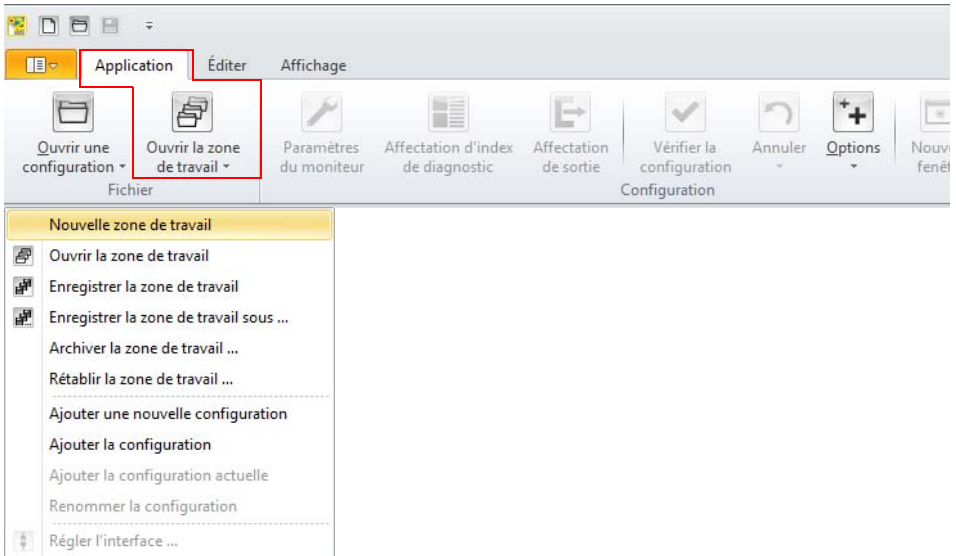 Application Éditer Affichage
Ouvrir une configuration
Ouvrir la zone de travail
Paramètres du moniteur
Affectation d'index de diagnostic
Affectation de sortie
Vérifier la configuration
Annuler
Options
Fichier
Configuration
Nouvelle zone de travail
Ouvrir la zone de travail
Enregistrer la zone de travail
Enregistrer la zone de travail sous ...
Archiver la zone de travail ...
Rétablir la zone de travail ...
Ajouter une nouvelle configuration
Ajouter la configuration
Ajouter la configuration actuelle
Renommer la configuration
Régler l'interface ...